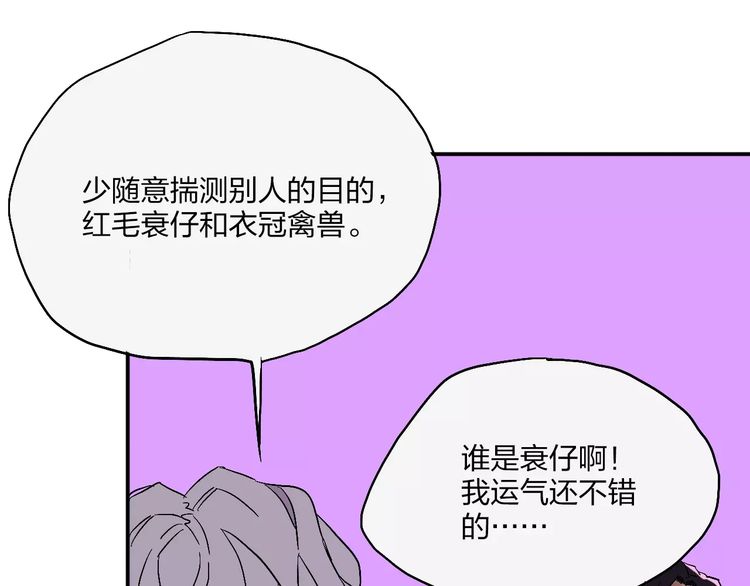 少随意揣测别人的目的，
红毛衰仔和衣冠禽兽。
谁是衰仔啊！
我运气还不错
的……